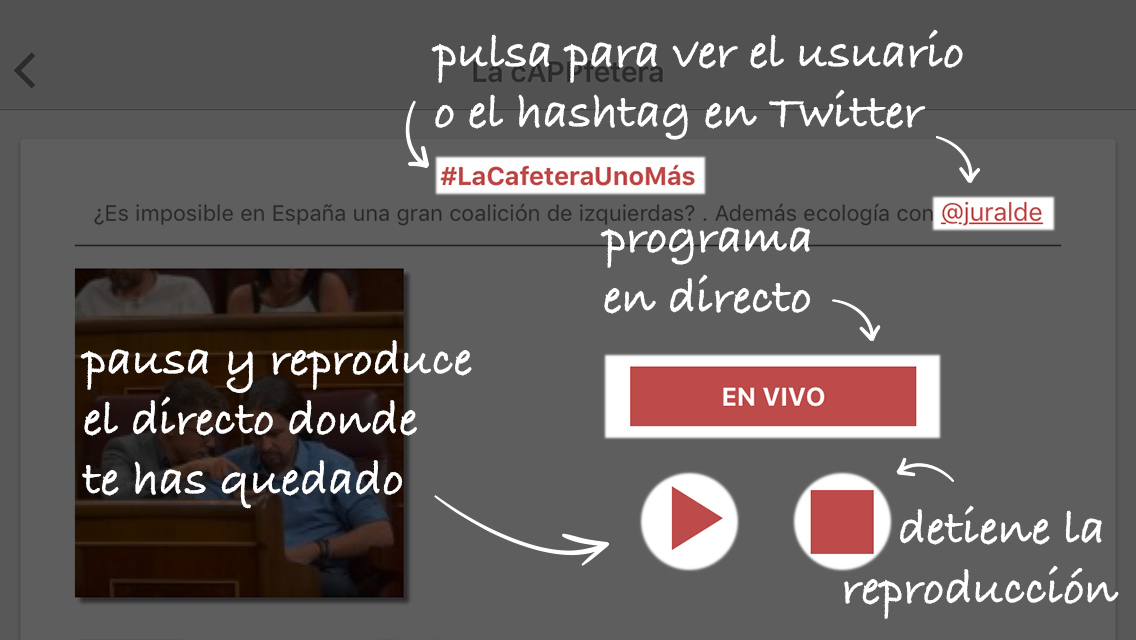 pulsa para ver el usuario
La cAPPfetera
o el hashtag en Twitter
#LaCafeteraUnoMás
¿Es imposible en España una gran coalición de izquierdas? . Además ecología con @juralde
programa
en directo
pausa y reproduce
el directo donde
te has quedado
EN VIVO
detiene la
reproducción